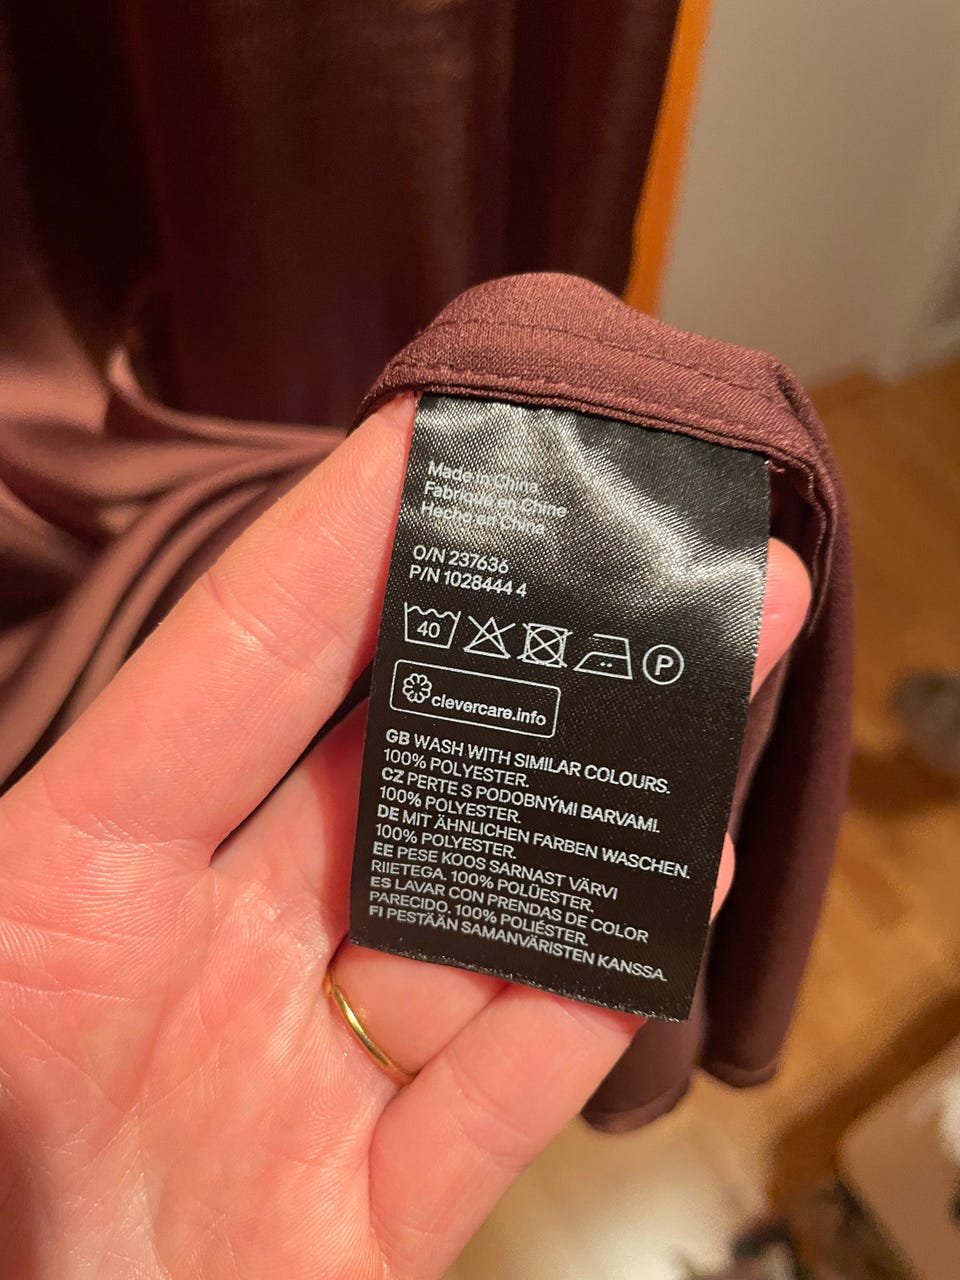 Made in China
Fabriqué en Chine
Hecho en China
O/N 237636
P/N 1028444 4
40
P
clevercare.info
GB WASH WITH SIMILAR COLOURS.
100% POLYESTER.
CZ PERTE S PODOBNÝMI BARVAMI.
100% POLYESTER.
DE MIT ÄHNLICHEN FARBEN WASCHEN.
100% POLYESTER.
EE PESE KOOS SARNAST VÄRVI
RIIETEGA. 100% POLÜESTER.
ES LAVAR CON PRENDAS DE COLOR
PARECIDO. 100% POLIÉSTER.
FI PESTÄÄN SAMANVÄRISTEN KANSSA.